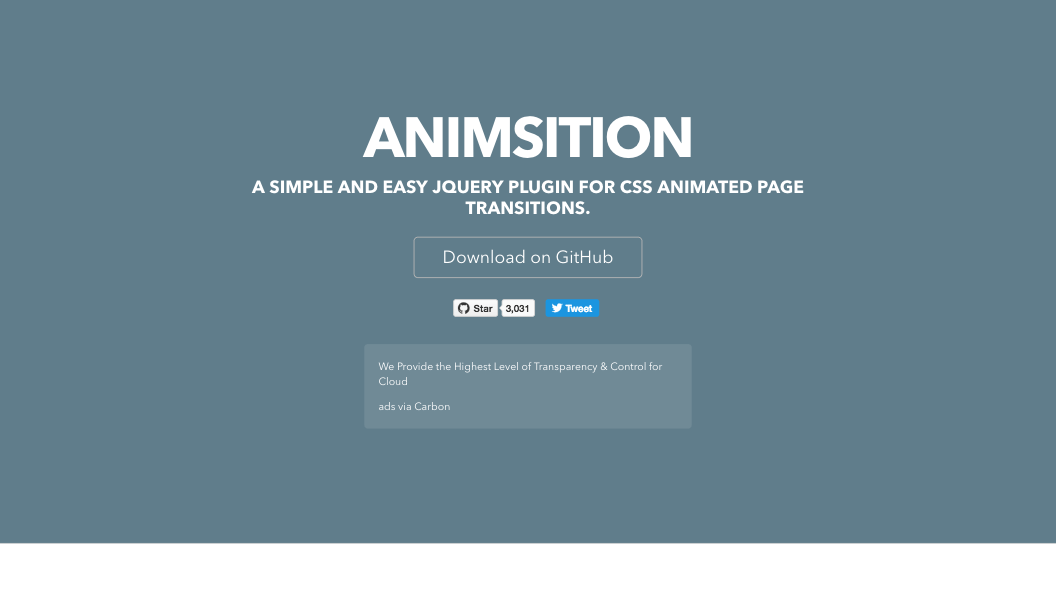 ANIMSITION
A SIMPLE AND EASY JQUERY PLUGIN FOR CSS ANIMATED PAGE
TRANSITIONS.
Download on GitHub
Star 3,031 Tweet
We Provide the Highest Level of Transparency & Control for
Cloud
ads via Carbon